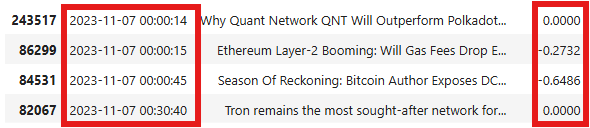 243517 2023-11-07 00:00:14 Why Quant Network QNT Will Outperform Polkadot... 0.0000
86299 2023-11-07 00:00:15 Ethereum Layer-2 Booming: Will Gas Fees Drop E... -0.2732
84531 2023-11-07 00:00:45 Season Of Reckoning: Bitcoin Author Exposes DC... -0.6486
82067 2023-11-07 00:30:40 Tron remains the most sought-after network for... 0.0000